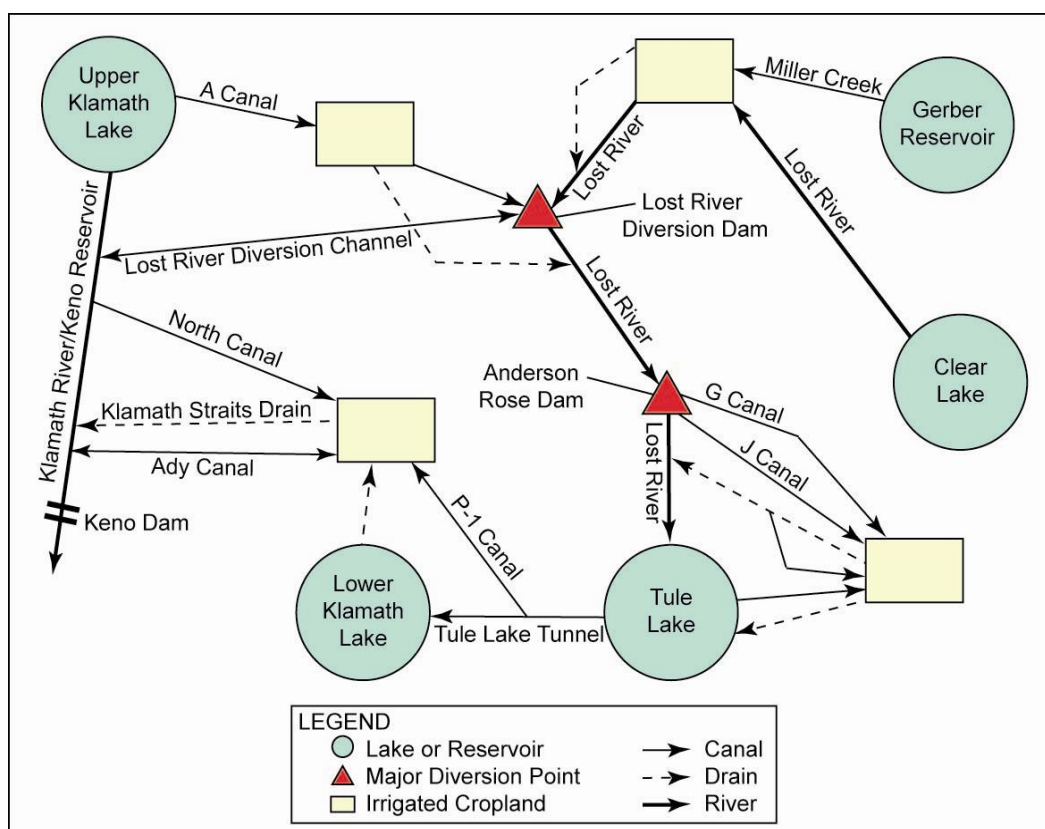 Upper
Klamath
Lake
A Canal
Miller Creek
Gerber
Reservoir
Lost River
Lost River
Lost River
Diversion Dam
Lost River Diversion Channel
Klamath River/Keno Reservoir
Lost River
North Canal
Clear
Lake
Anderson
Rose Dam
G Canal
Klamath Straits Drain
J Canal
Lost River
Ady Canal
Keno Dam
P-1 Canal
Lower
Klamath
Lake
Tule Lake Tunnel
Tule
Lake
LEGEND
Lake or Reservoir
Canal
Major Diversion Point
Drain
Irrigated Cropland
River